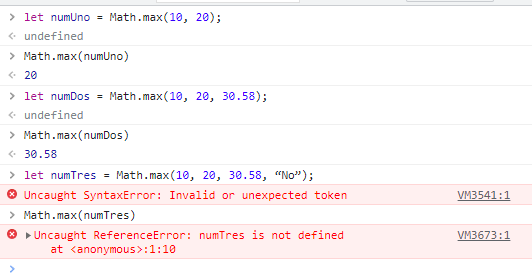 let numUno = Math.max(10, 20);
undefined
Math.max(numUno)
20
let numDos = Math.max(10, 20, 30.58);
undefined
Math.max(numDos)
30.58
let numTres = Math.max(10, 20, 30.58, “No”);
Uncaught SyntaxError: Invalid or unexpected token VM3541:1
Math.max(numTres)
Uncaught ReferenceError: numTres is not defined VM3673:1
at <anonymous>:1:10